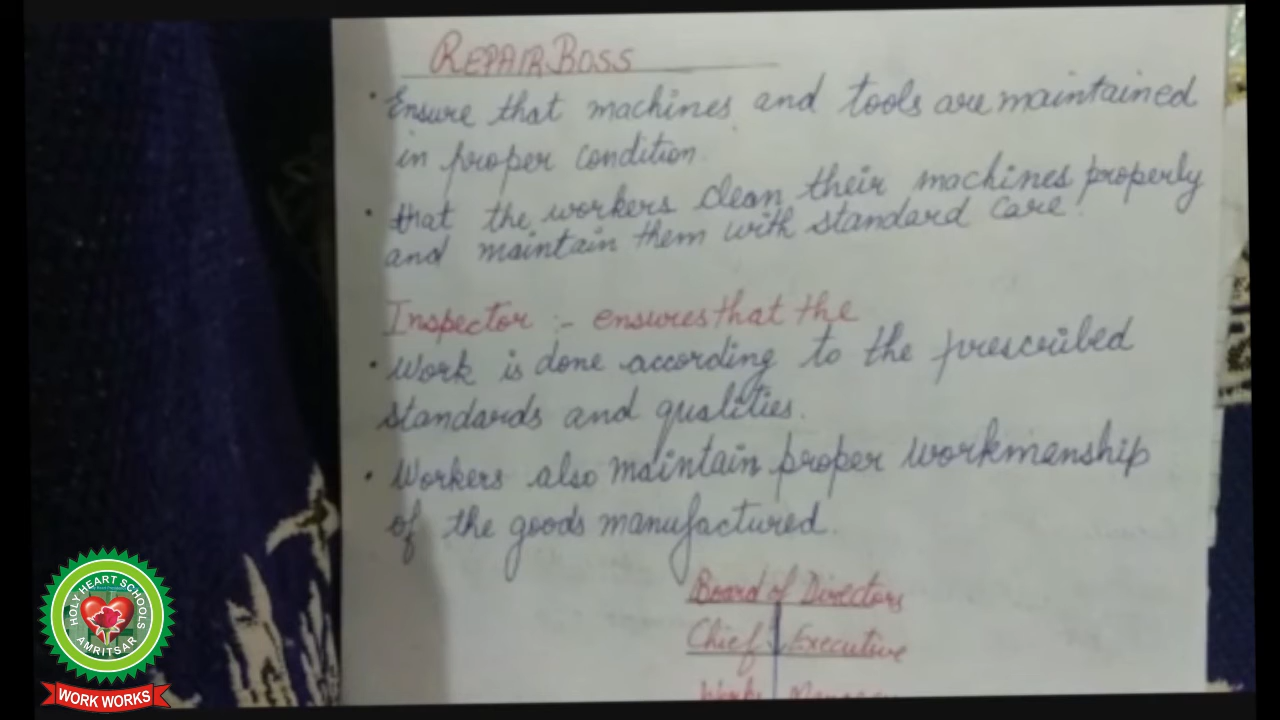 REPAIR BOSS
• Ensure that machines and tools are maintained
in proper condition.
• that the workers clean their machines properly
and maintain them with standard care.
Inspector :- ensures that the
• Work is done according to the prescribed
standards and qualities.
• Workers also maintain proper workmanship
of the goods manufactured.
Board of Directors
Chief Executive
HOLY HEART SCHOOLS
AMRITSAR
WORK WORKS